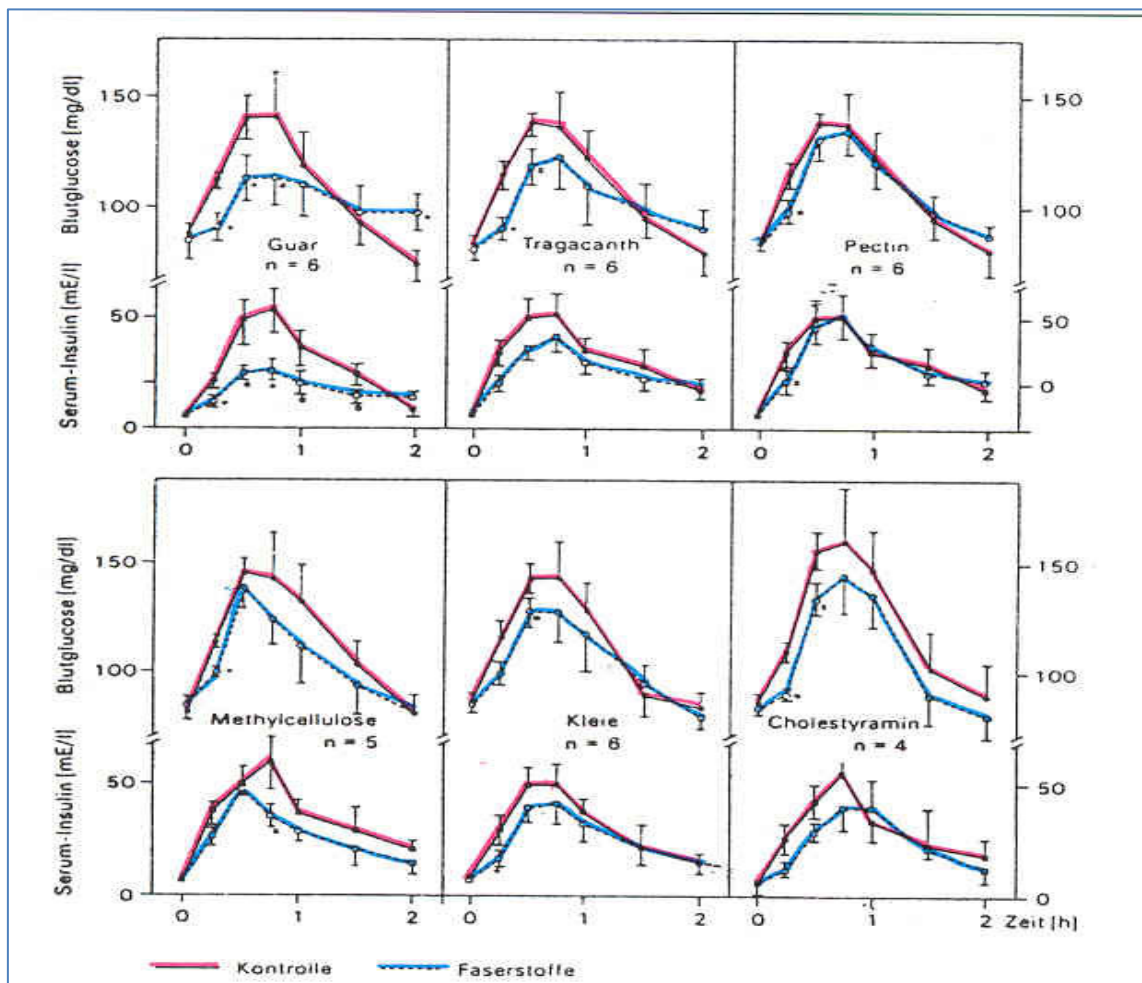 Blutglucose [mg/dl]
150
100
Guar
n = 6
Tragacanth
n = 6
Pectin
n = 6
150
100
Serum-Insulin [mE/l]
50
0
50
0
0 1 2
0 1 2
0 1 2
Blutglucose [mg/dl]
150
100
Methylcellulose
n = 5
Kleie
n = 6
Cholestyramin
n = 4
150
100
Serum-Insulin [mE/l]
50
0
50
0
0 1 2
0 1 2
0 1 2 Zeit [h]
Kontrolle
Faserstoffe